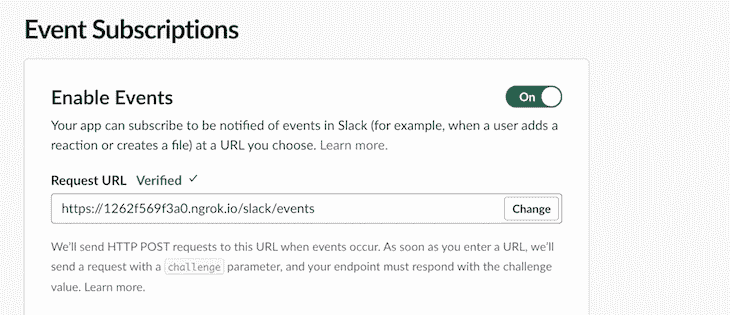 Event Subscriptions
Enable Events
On
Your app can subscribe to be notified of events in Slack (for example, when a user adds a
reaction or creates a file) at a URL you choose. Learn more.
Request URL Verified ✓
https://1262f569f3a0.ngrok.io/slack/events
Change
We’ll send HTTP POST requests to this URL when events occur. As soon as you enter a URL, we’ll
send a request with a challenge parameter, and your endpoint must respond with the challenge
value. Learn more.